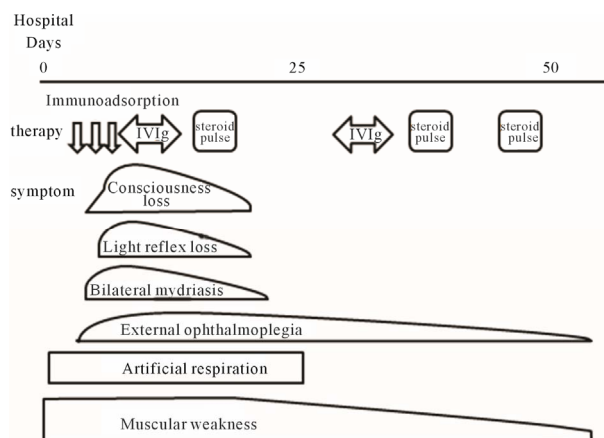 Hospital
Days
0 25 50
Immunoadsorption
therapy IVIg steroid pulse IVIg steroid pulse steroid pulse
symptom Consciousness loss
Light reflex loss
Bilateral mydriasis
External ophthalmoplegia
Artificial respiration
Muscular weakness